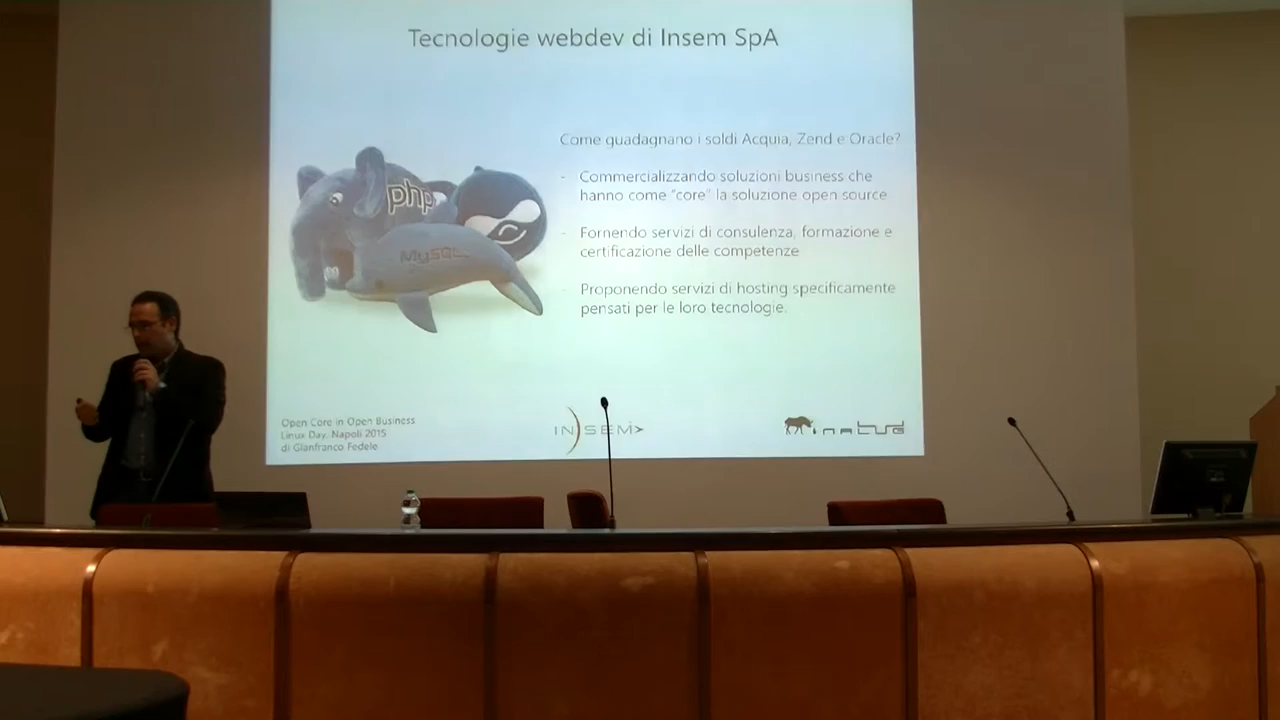 Tecnologie webdev di Insem SpA
Come guadagnano i soldi Acquia, Zend e Oracle?
- Commercializzando soluzioni business che
hanno come "core" la soluzione open source
- Fornendo servizi di consulenza, formazione e
certificazione delle competenze
- Proponendo servizi di hosting specificamente
pensati per le loro tecnologie.
php
MySQL
Open Core in Open Business
Linux Day, Napoli 2015
di Gianfranco Fedele
INSEM